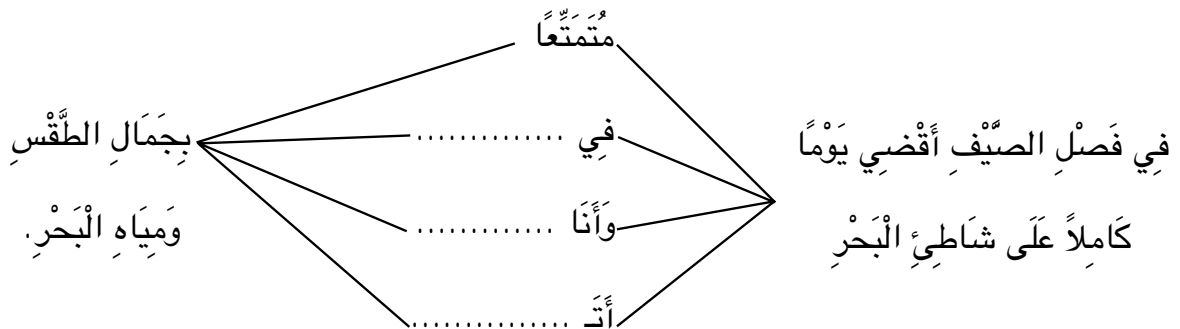 مُتَمَتِّعًا
فِي فَصْلِ الصَّيْفِ أَقْضِي يَوْمًا
كَامِلاً عَلَى شَاطِئِ الْبَحْرِ
فِي ..............
وَأَنَا .............
أَتَـ ................
بِجَمَالِ الطَّقْسِ
وَمِيَاهِ الْبَحْرِ.